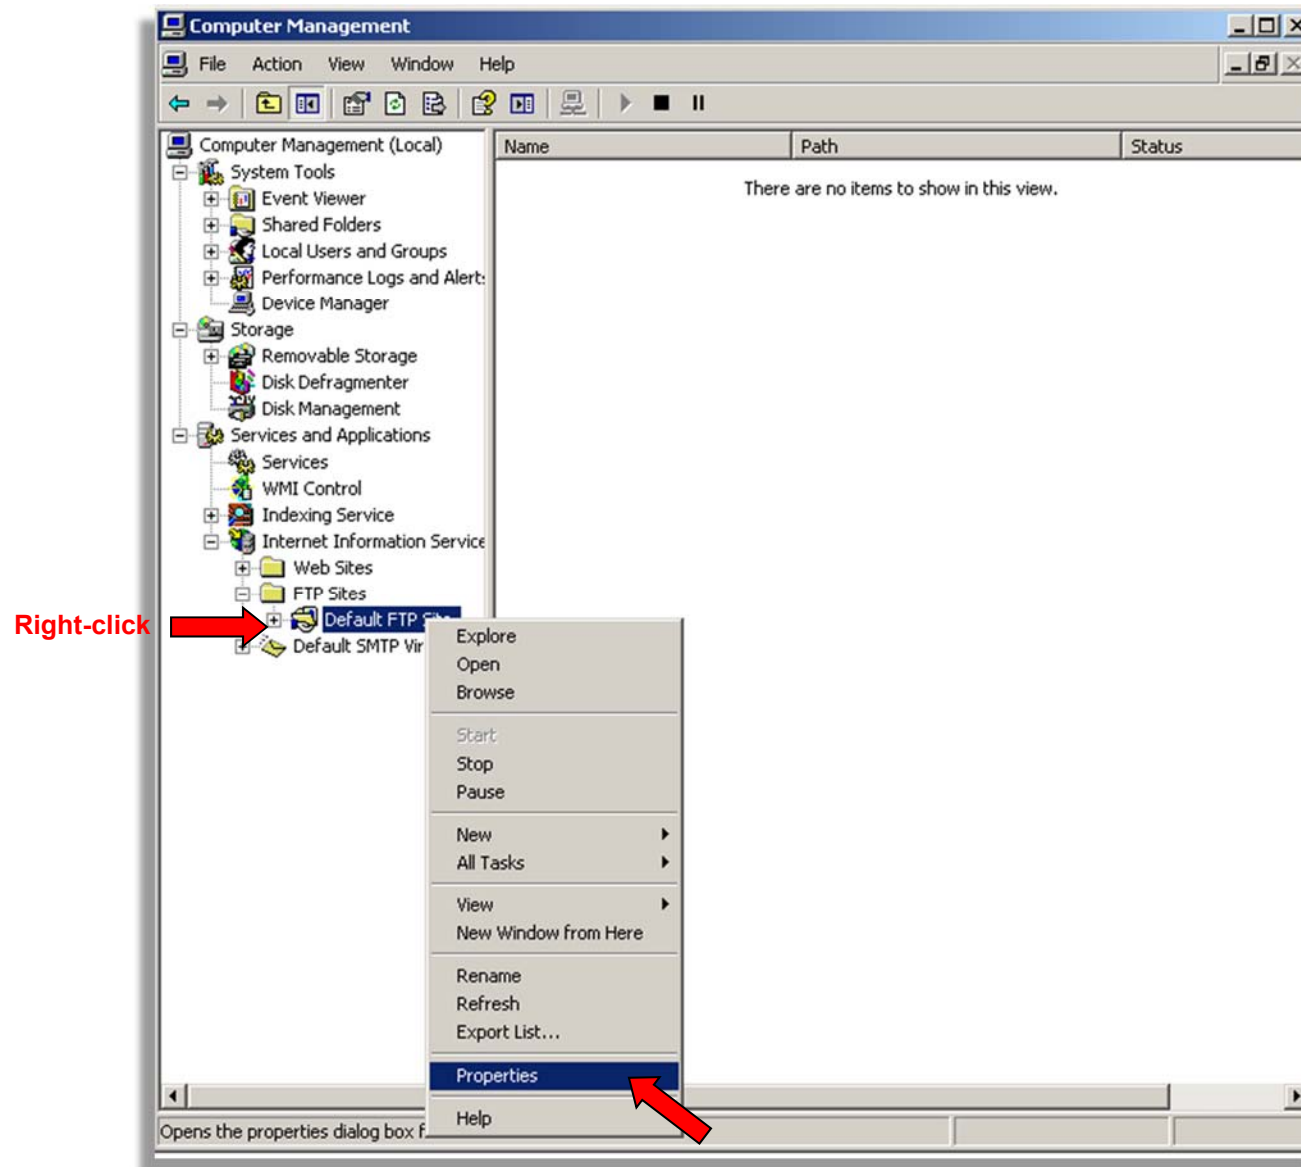 Computer Management
File Action View Window Help
Computer Management (Local)
Name Path Status
System Tools
There are no items to show in this view.
Event Viewer
Shared Folders
Local Users and Groups
Performance Logs and Alert
Device Manager
Storage
Removable Storage
Disk Defragmenter
Disk Management
Services and Applications
Services
WMI Control
Indexing Service
Internet Information Service
Web Sites
FTP Sites
Right-click
Default FTP Site
Default SMTP Vir
Explore
Open
Browse
Start
Stop
Pause
New
All Tasks
View
New Window from Here
Rename
Refresh
Export List...
Properties
Help
Opens the properties dialog box f